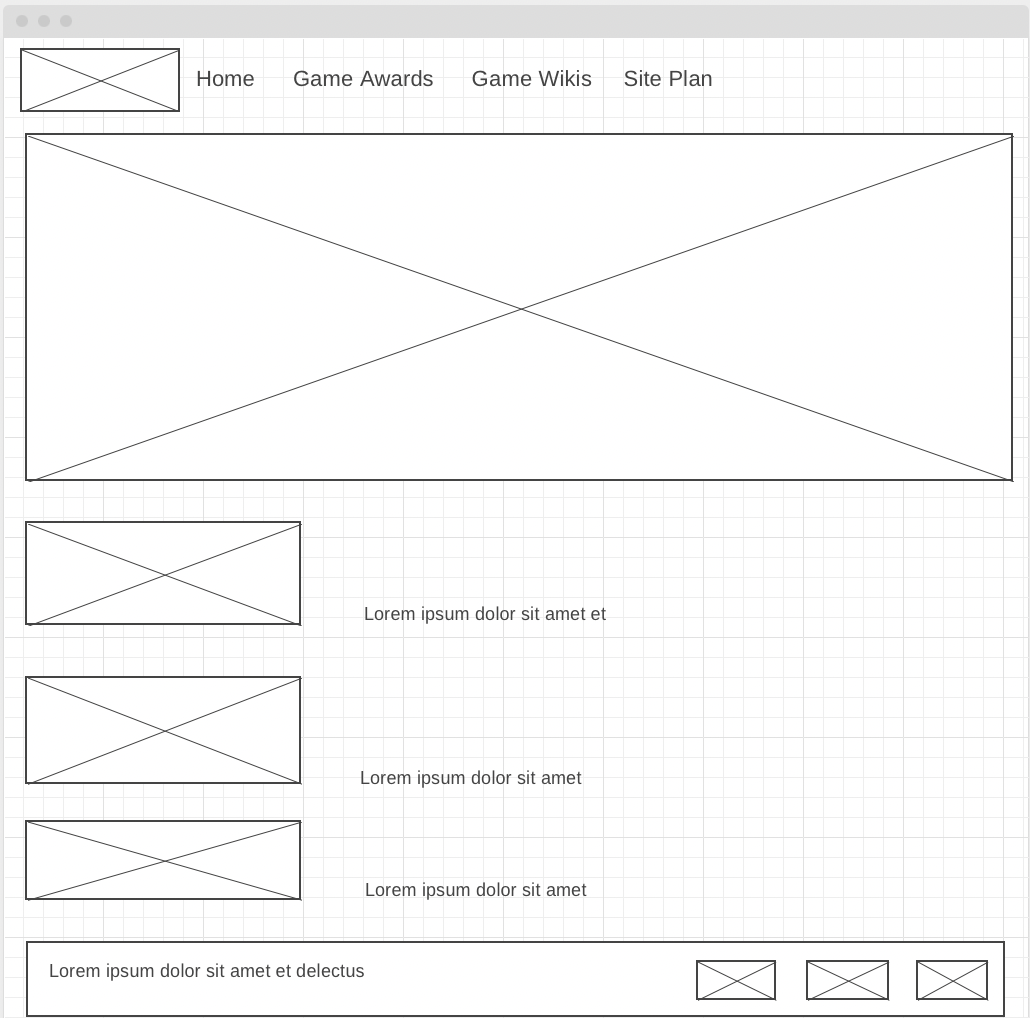 Home Game Awards Game Wikis Site Plan
Lorem ipsum dolor sit amet et
Lorem ipsum dolor sit amet
Lorem ipsum dolor sit amet
Lorem ipsum dolor sit amet et delectus